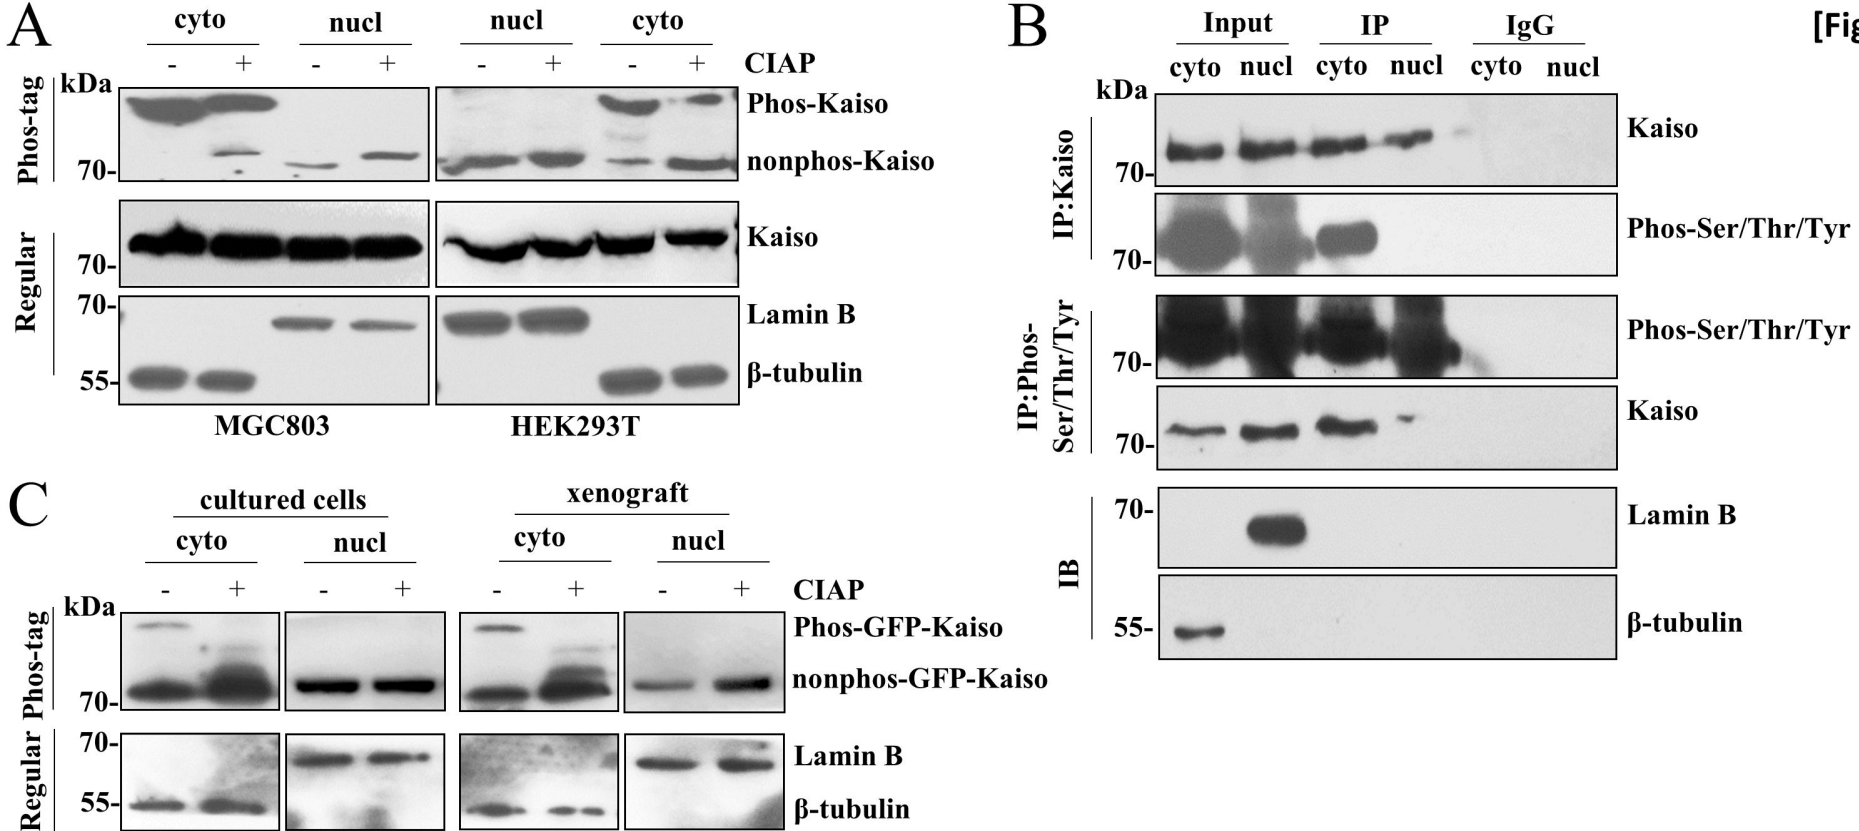 A
cyto nucl nucl cyto
- + - + - + - + CIAP
kDa
Phos-tag
Phos-Kaiso
nonphos-Kaiso
70-
Regular
Kaiso
70-
70-
Lamin B
55-
β-tubulin
MGC803 HEK293T
B
Input IP IgG
cyto nucl cyto nucl cyto nucl
kDa
IP:Kaiso
Kaiso
70-
Phos-Ser/Thr/Tyr
70-
IP:Phos-
Ser/Thr/Tyr
Phos-Ser/Thr/Tyr
70-
Kaiso
70-
IB
70-
Lamin B
55-
β-tubulin
[Fig
C
cultured cells xenograft
cyto nucl cyto nucl
- + - + - + - + CIAP
kDa
Phos-tag
Phos-GFP-Kaiso
nonphos-GFP-Kaiso
70-
Regular
70-
Lamin B
55-
β-tubulin